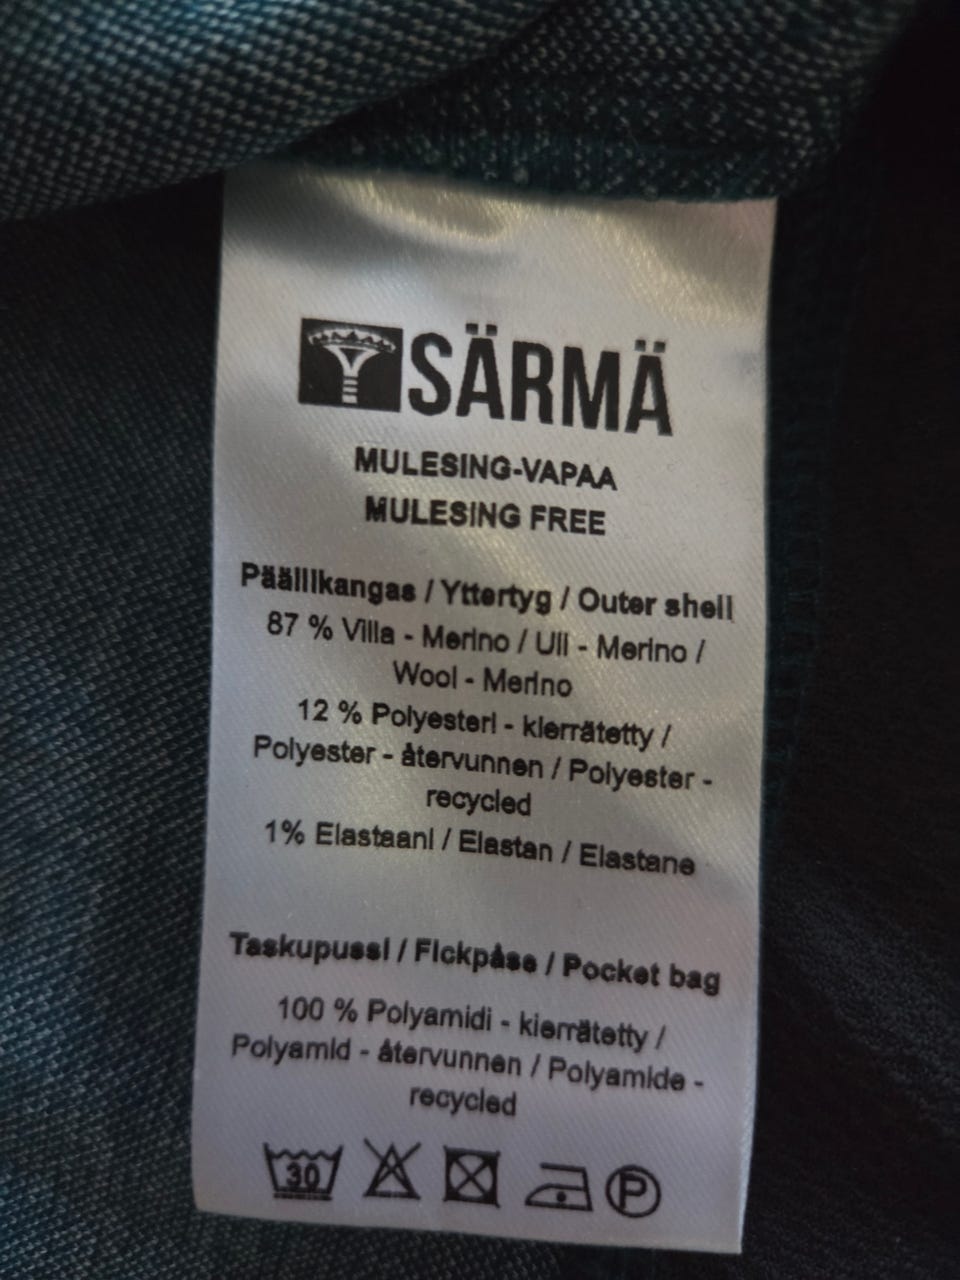 SÄRMÄ
MULESING-VAPAA
MULESING FREE
Päällikangas / Yttertyg / Outer shell
87 % Villa - Merino / Ull - Merino /
Wool - Merino
12 % Polyesteri - kierrätetty /
Polyester - återvunnen / Polyester -
recycled
1% Elastaani / Elastan / Elastane
Taskupussi / Fickpåse / Pocket bag
100 % Polyamidi - kierrätetty /
Polyamid - återvunnen / Polyamide -
recycled
30 P